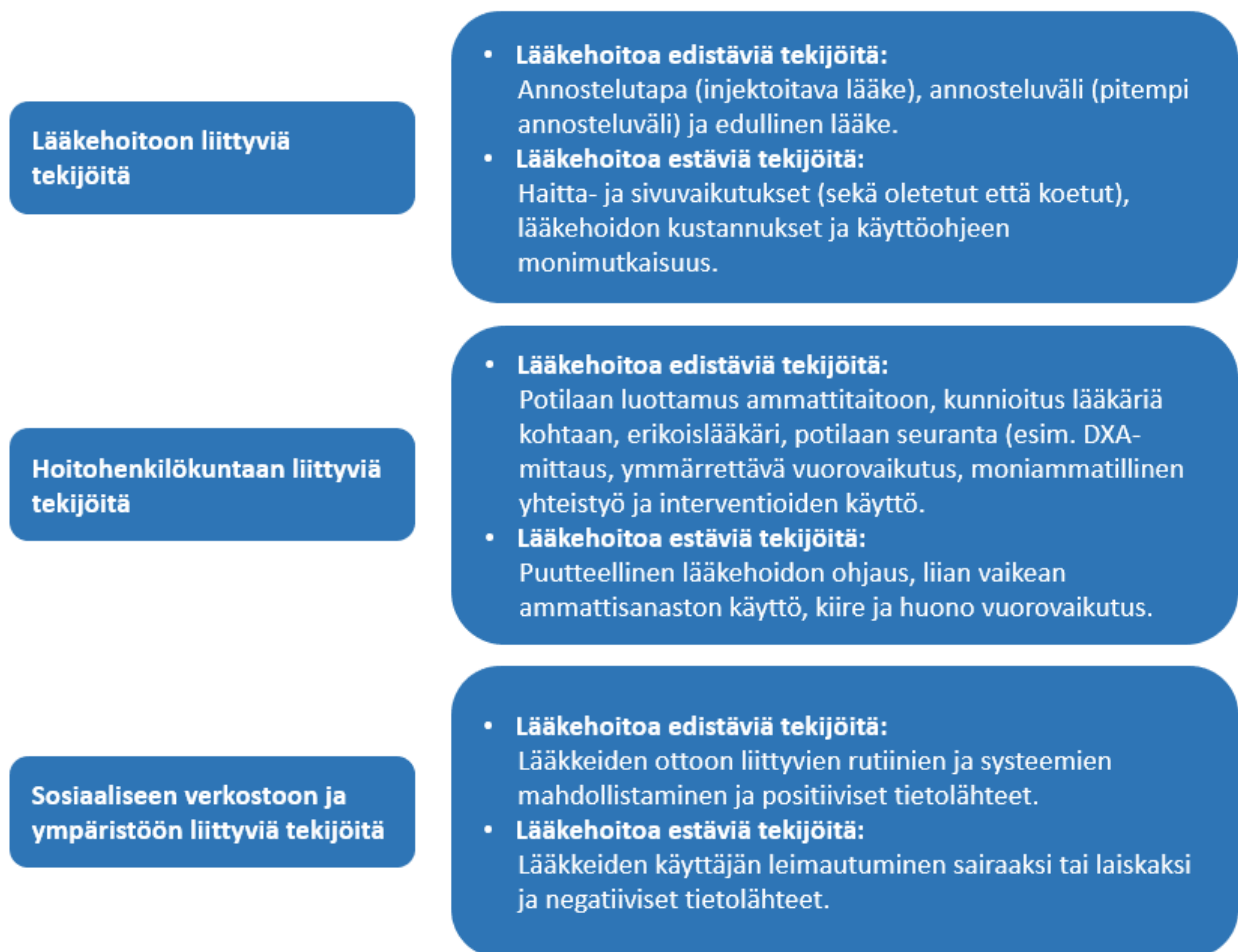 Lääkehoitoon liittyviä
tekijöitä
• Lääkehoitoa edistäviä tekijöitä:
Annostelutapa (injektoitava lääke), annosteluväli (pitempi
annosteluväli) ja edullinen lääke.
• Lääkehoitoa estäviä tekijöitä:
Haitta- ja sivuvaikutukset (sekä oletetut että koetut),
lääkehoidon kustannukset ja käyttöohjeen
monimutkaisuus.
Hoitohenkilökuntaan liittyviä
tekijöitä
• Lääkehoitoa edistäviä tekijöitä:
Potilaan luottamus ammattitaitoon, kunnioitus lääkäriä
kohtaan, erikoislääkäri, potilaan seuranta (esim. DXA-
mittaus, ymmärrettävä vuorovaikutus, moniammatillinen
yhteistyö ja interventioiden käyttö.
• Lääkehoitoa estäviä tekijöitä:
Puutteellinen lääkehoidon ohjaus, liian vaikean
ammattisanaston käyttö, kiire ja huono vuorovaikutus.
Sosiaaliseen verkostoon ja
ympäristöön liittyviä tekijöitä
• Lääkehoitoa edistäviä tekijöitä:
Lääkkeiden ottoon liittyvien rutiinien ja systeemien
mahdollistaminen ja positiiviset tietolähteet.
• Lääkehoitoa estäviä tekijöitä:
Lääkkeiden käyttäjän leimautuminen sairaaksi tai laiskaksi
ja negatiiviset tietolähteet.